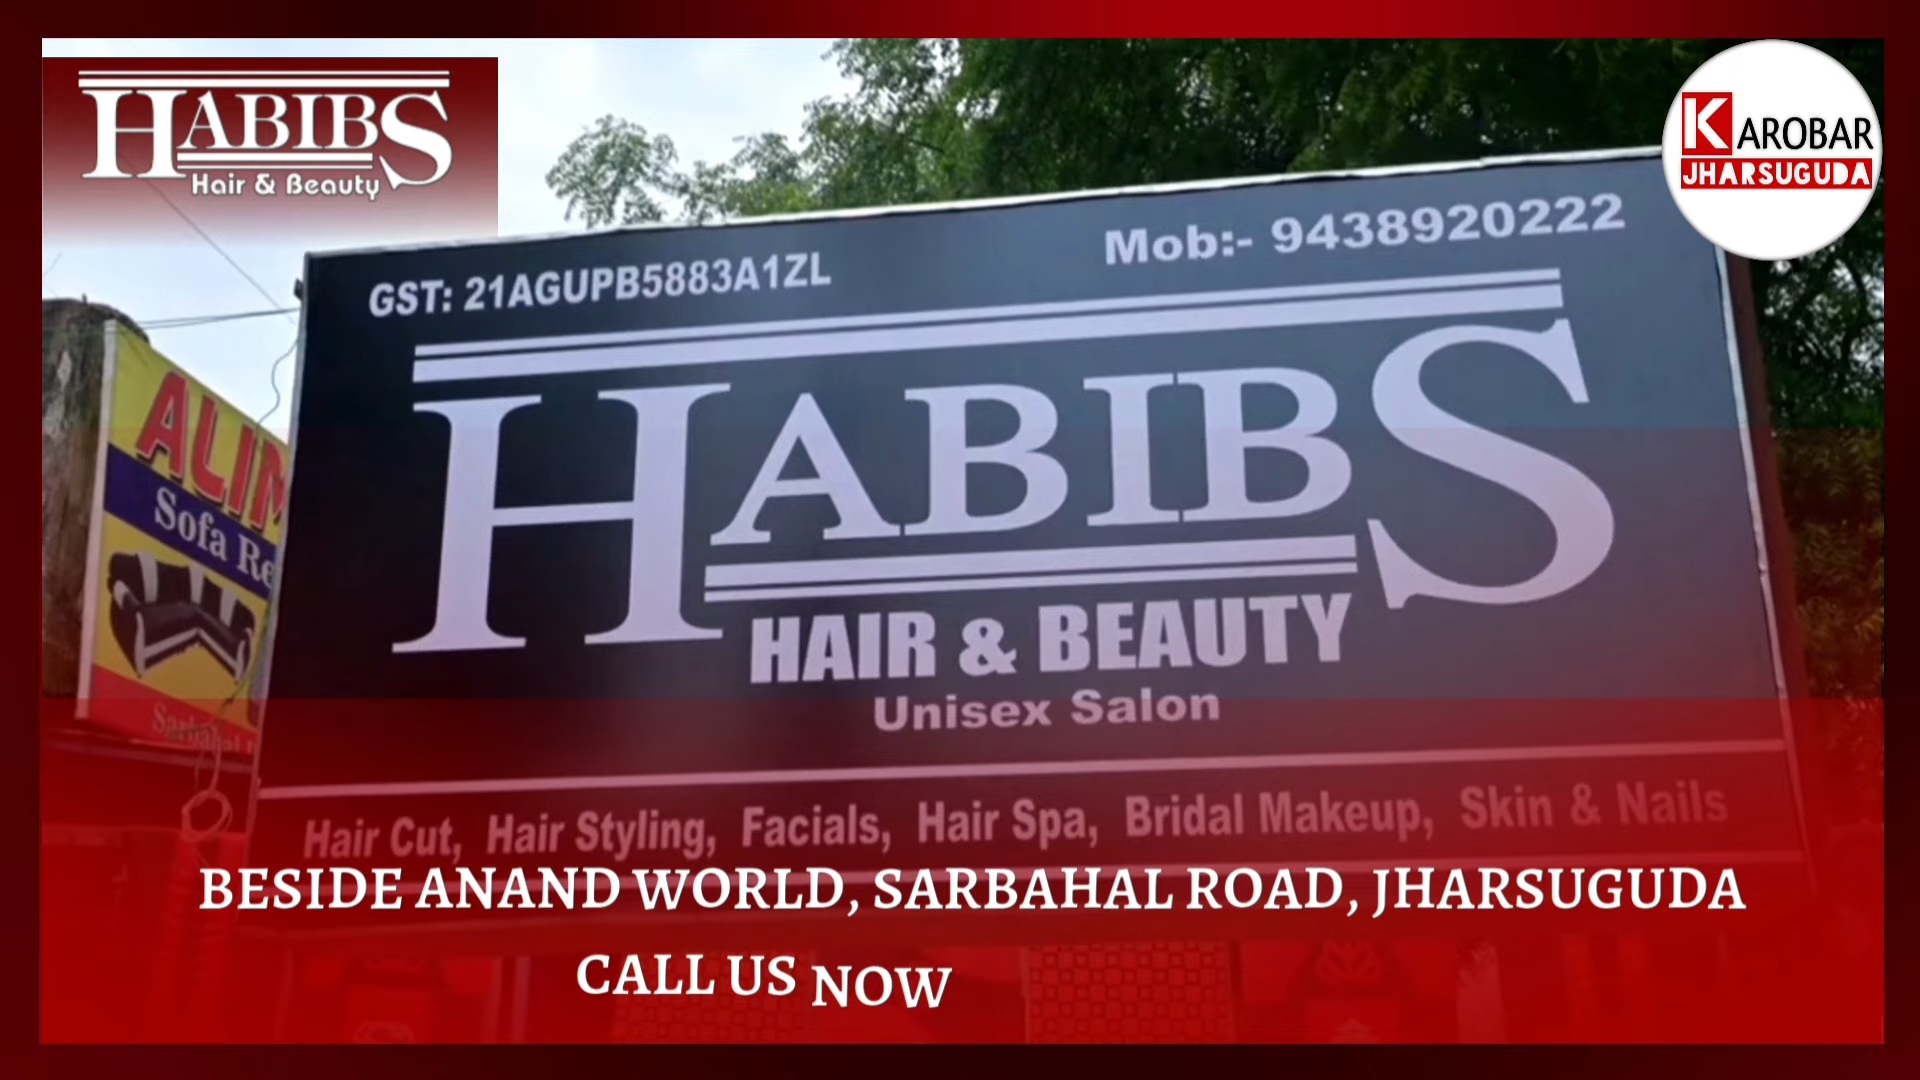 HABIBS
Hair & Beauty
KAROBAR
JHARSUGUDA
GST: 21AGUPB5883A1ZL
Mob:- 9438920222
HABIBS
HAIR & BEAUTY
Unisex Salon
Hair Cut, Hair Styling, Facials, Hair Spa, Bridal Makeup, Skin & Nails
Sofa
BESIDE ANAND WORLD, SARBAHAL ROAD, JHARSUGUDA
CALL US NOW